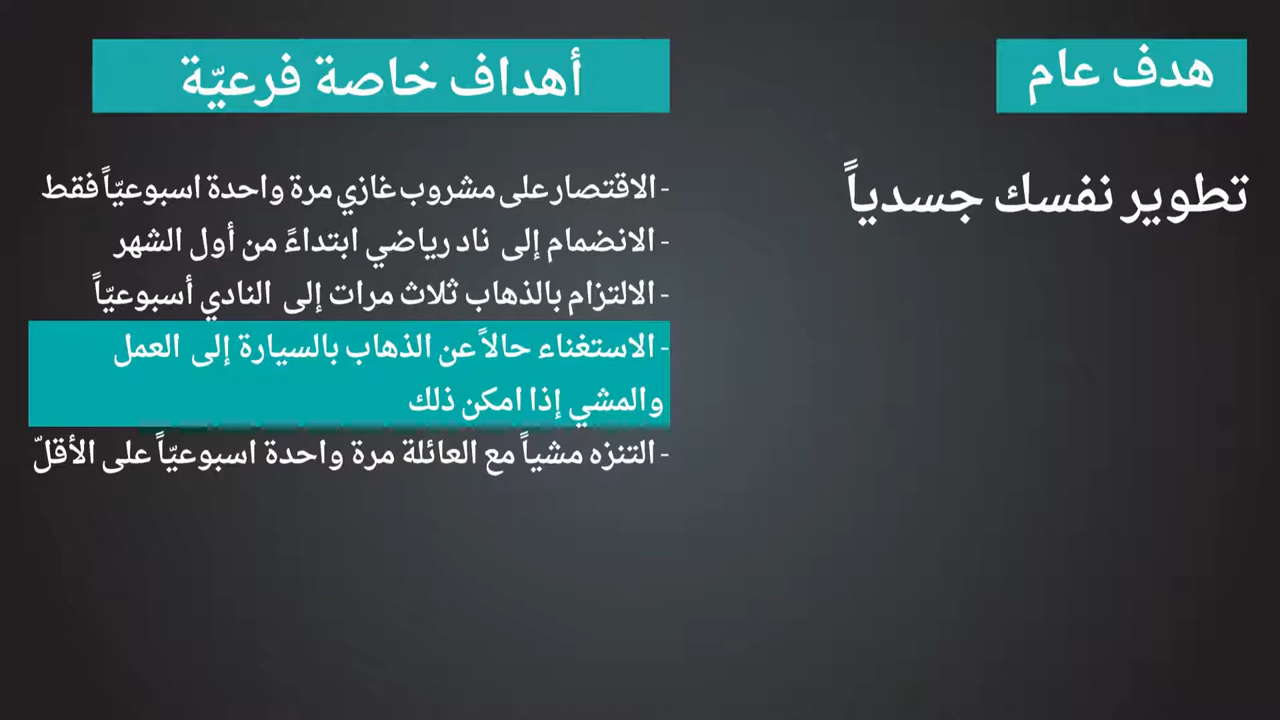 هدف عام
تطوير نفسك جسدياً
أهداف خاصة فرعيّة
- الاقتصار على مشروب غازي مرة واحدة اسبوعيّاً فقط
- الانضمام إلى ناد رياضي ابتداءً من أول الشهر
- الالتزام بالذهاب ثلاث مرات إلى النادي أسبوعيّاً
- الاستغناء حالاً عن الذهاب بالسيارة إلى العمل
والمشي إذا امكن ذلك
- التنزه مشياً مع العائلة مرة واحدة اسبوعيّاً على الأقلّ